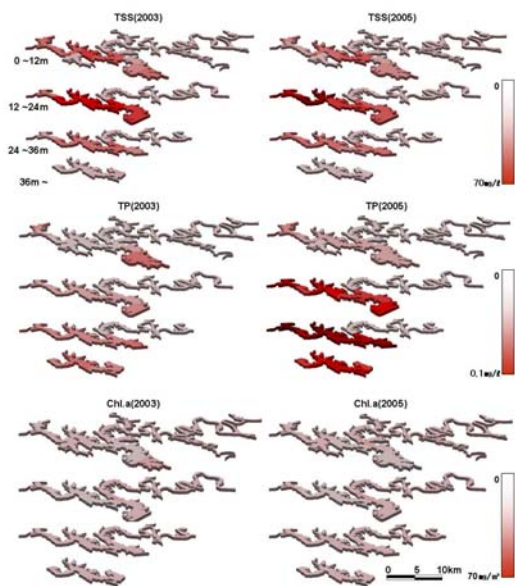 TSS(2003)
TSS(2005)
0 ~12m
12 ~24m
24 ~36m
36m ~
0
70㎎/ℓ
TP(2003)
TP(2005)
0
0.1㎎/ℓ
Chl.a(2003)
Chl.a(2005)
0
70㎎/㎥
0 5 10km